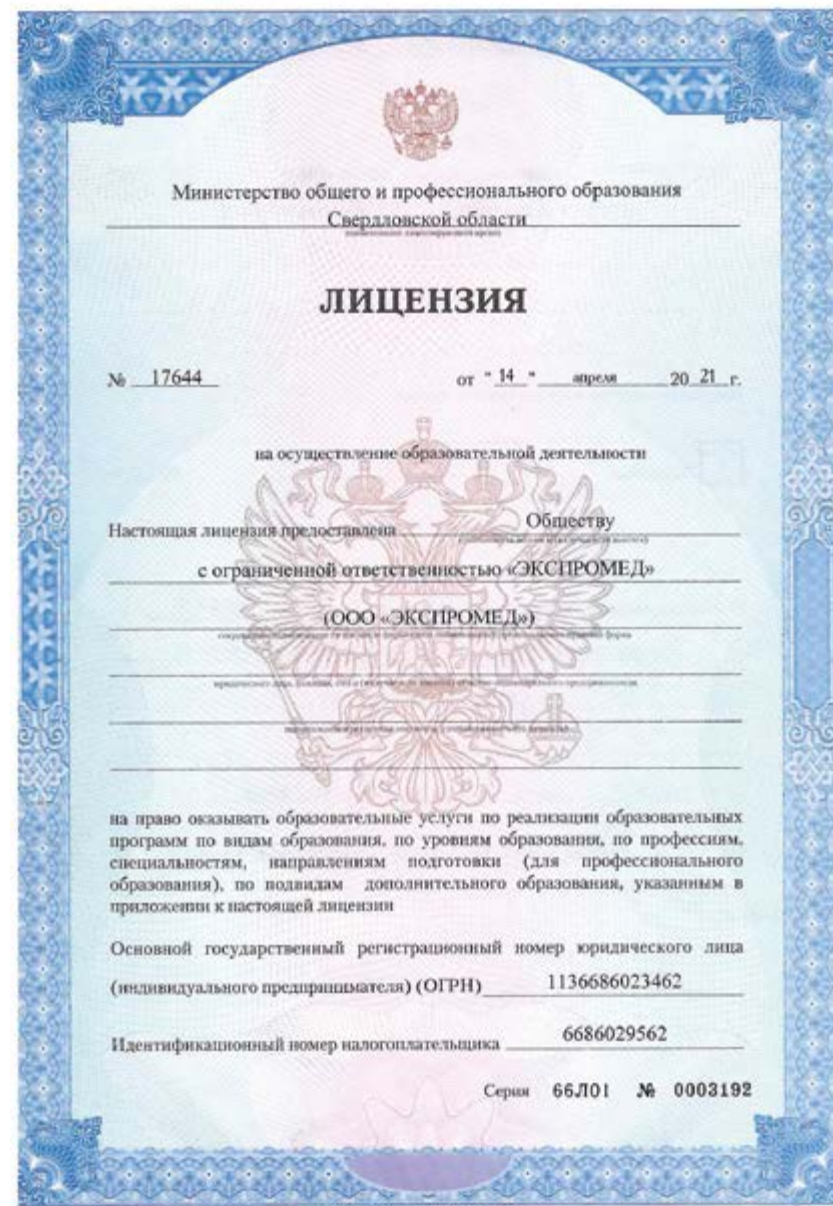 Министерство общего и профессионального образования
Свердловской области
наименование лицензирующего органа
ЛИЦЕНЗИЯ
№ 17644 от " 14 " апреля 20 21 г.
на осуществление образовательной деятельности
Настоящая лицензия предоставлена Обществу
с ограниченной ответственностью «ЭКСПРОМЕД»
(ООО «ЭКСПРОМЕД»)
на право оказывать образовательные услуги по реализации образовательных
программ по видам образования, по уровням образования, по профессиям,
специальностям, направлениям подготовки (для профессионального
образования), по подвидам дополнительного образования, указанным в
приложении к настоящей лицензии
Основной государственный регистрационный номер юридического лица
(индивидуального предпринимателя) (ОГРН) 1136686023462
Идентификационный номер налогоплательщика 6686029562
Серия 66Л01 № 0003192